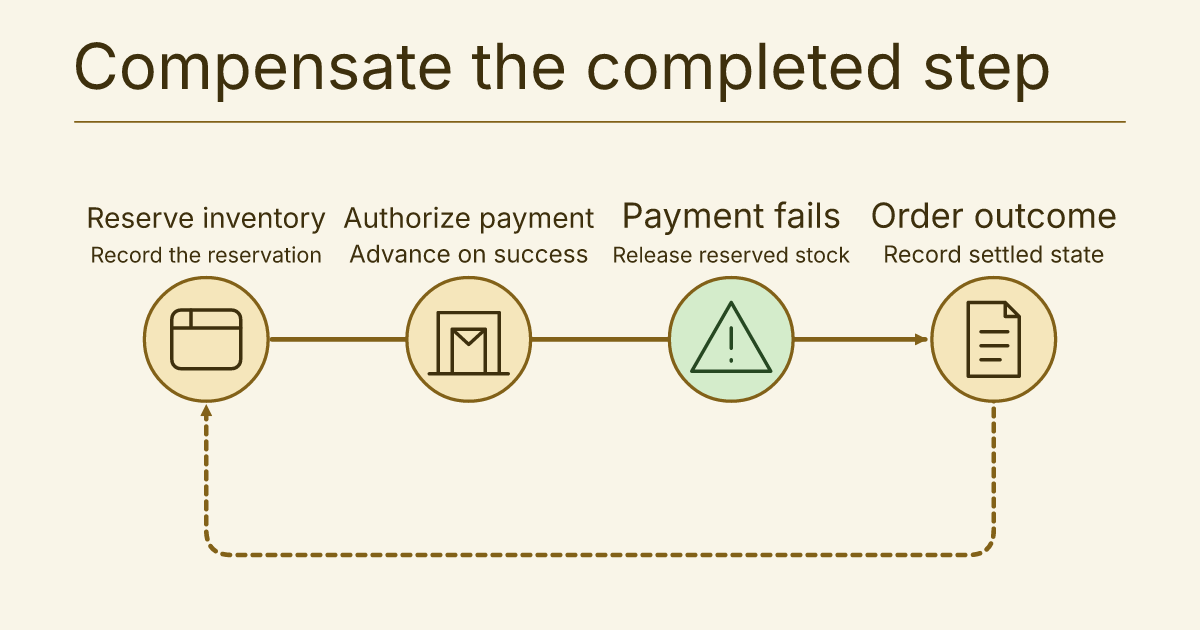 Compensate the completed step
Reserve inventory
Record the reservation
Authorize payment
Advance on success
Payment fails
Release reserved stock
Order outcome
Record settled state